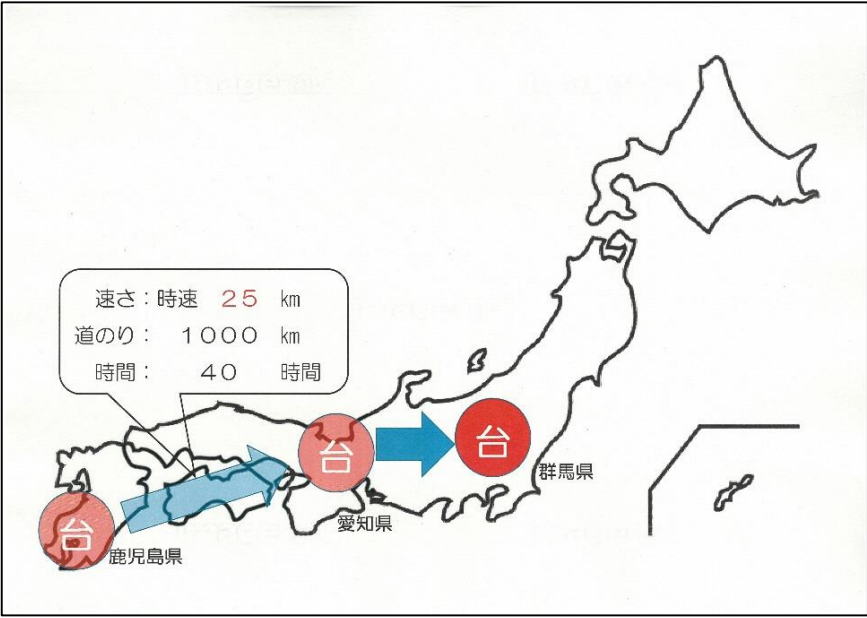 速さ：時速 25 km
道のり： 1000 km
時間： 40 時間
台
台
台
群馬県
愛知県
鹿児島県